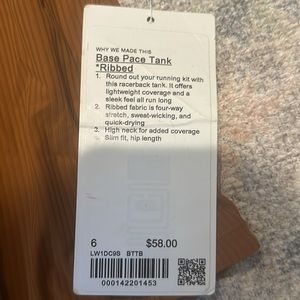 WHY WE MADE THIS
Base Pace Tank
*Ribbed
1. Round out your running kit with
this racerback tank. It offers
lightweight coverage and a
sleek feel all run long
2. Ribbed fabric is four-way
stretch, sweat-wicking, and
quick-drying
3. High neck for added coverage
4. Slim fit, hip length
6 $58.00
LW1DC9S BTTB
000142201453